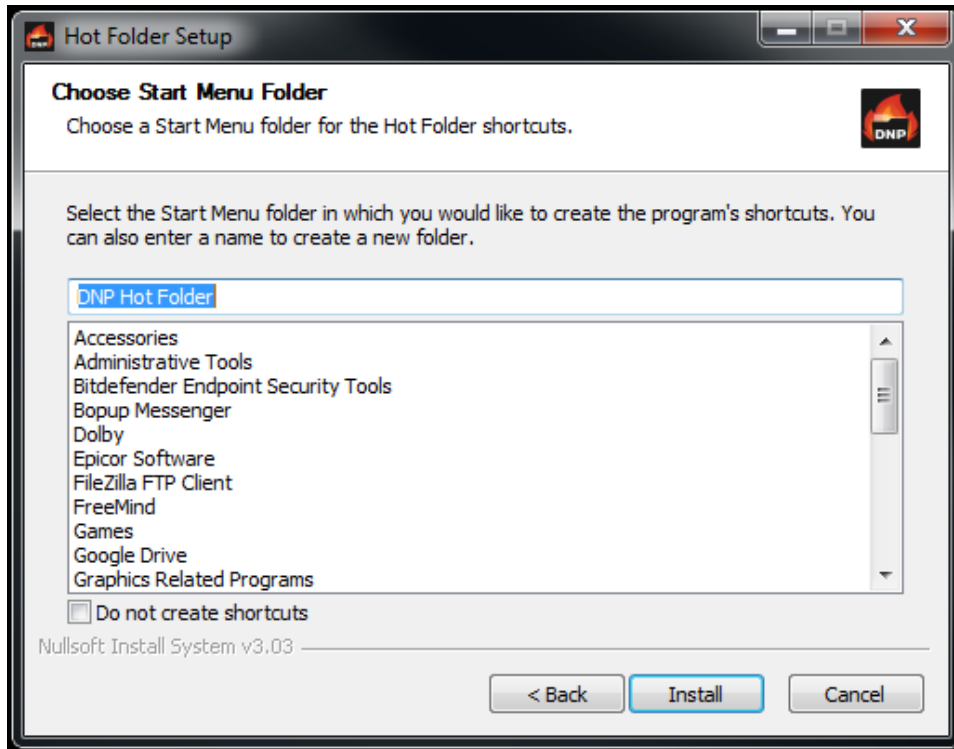 Hot Folder Setup
Choose Start Menu Folder
Choose a Start Menu folder for the Hot Folder shortcuts.
DNP
Select the Start Menu folder in which you would like to create the program's shortcuts. You
can also enter a name to create a new folder.
DNP Hot Folder
Accessories
Administrative Tools
Bitdefender Endpoint Security Tools
Bopup Messenger
Dolby
Epicor Software
FileZilla FTP Client
FreeMind
Games
Google Drive
Graphics Related Programs
Do not create shortcuts
Nullsoft Install System v3.03
< Back
Install
Cancel